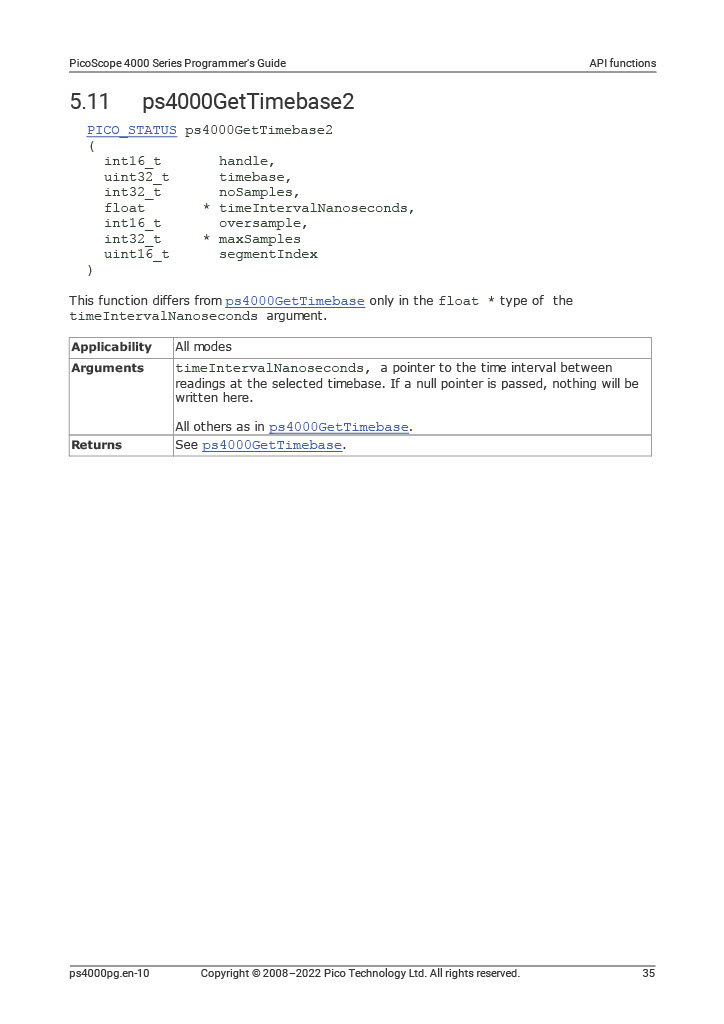 PicoScope 4000 Series Programmer's Guide API functions
5.11 ps4000GetTimebase2
PICO_STATUS ps4000GetTimebase2
(
int16_t handle,
uint32_t timebase,
int32_t noSamples,
float * timeIntervalNanoseconds,
int16_t oversample,
int32_t * maxSamples
uint16_t segmentIndex
)
This function differs from ps4000GetTimebase only in the float * type of the
timeIntervalNanoseconds argument.
Applicability All modes
Arguments timeIntervalNanoseconds, a pointer to the time interval between
readings at the selected timebase. If a null pointer is passed, nothing will be
written here.
All others as in ps4000GetTimebase.
Returns See ps4000GetTimebase.
ps4000pg.en-10 Copyright © 2008–2022 Pico Technology Ltd. All rights reserved. 35